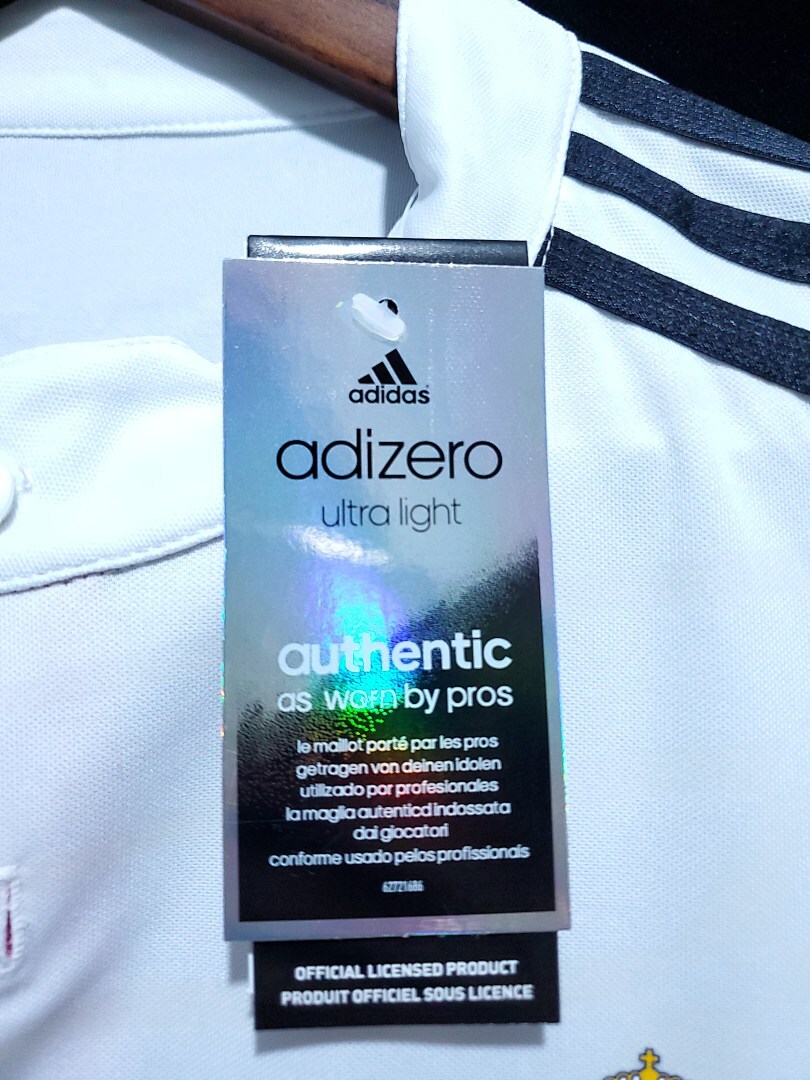 adidas
adizero
ultra light
authentic
as worn by pros
le maillot porté par les pros
getragen von deinen idolen
utilizado por profesionales
la maglia autenticd indossata
dai giocatori
conforme usado pelos profissionais
62721686
OFFICIAL LICENSED PRODUCT
PRODUIT OFFICIEL SOUS LICENCE